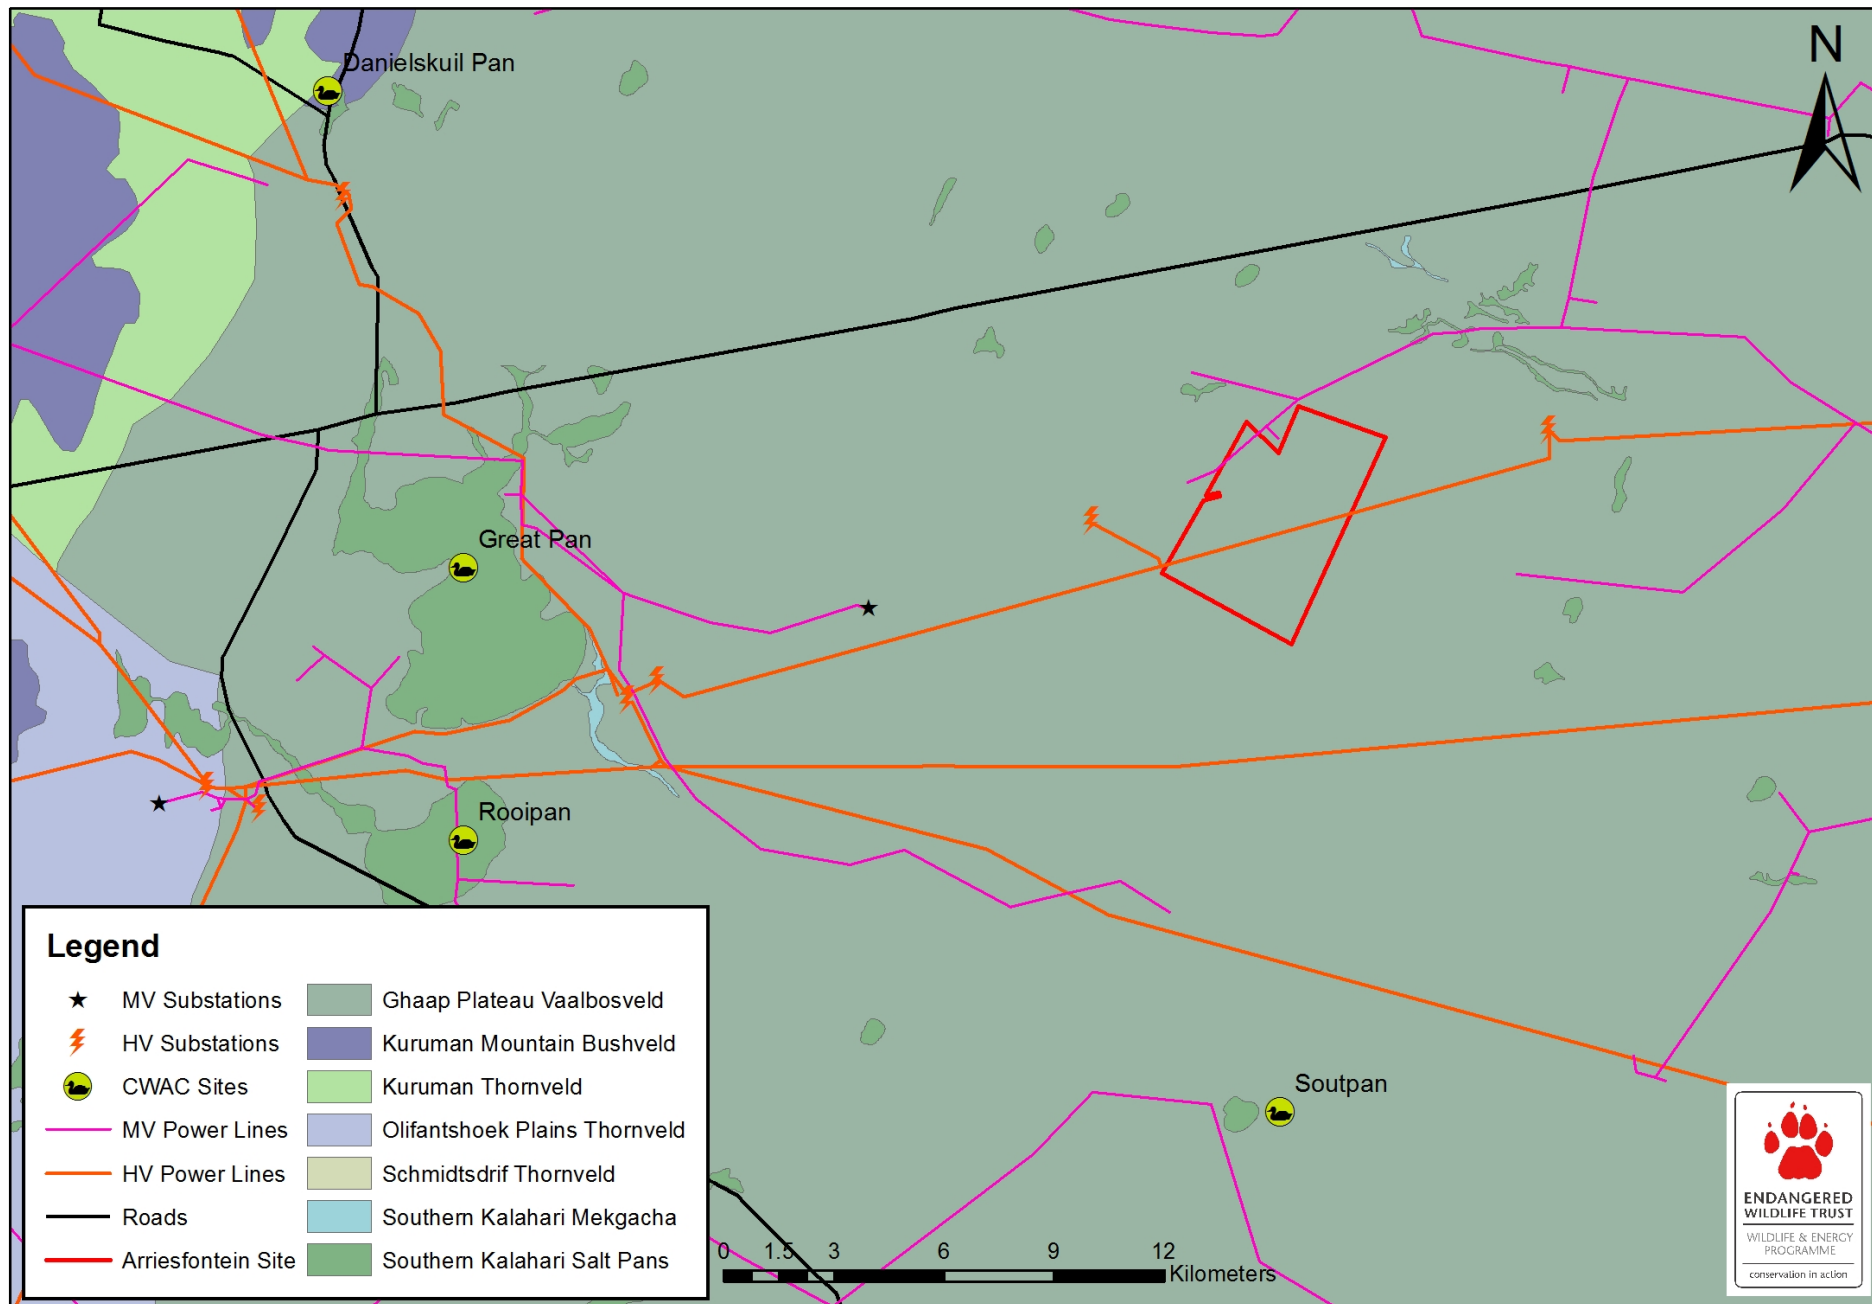 N
Danielskuil Pan
Great Pan
Rooipan
Soutpan
Legend
MV Substations
HV Substations
CWAC Sites
MV Power Lines
HV Power Lines
Roads
Arriesfontein Site
Ghaap Plateau Vaalbosveld
Kuruman Mountain Bushveld
Kuruman Thornveld
Olifantshoek Plains Thornveld
Schmidtsdrif Thornveld
Southern Kalahari Mekgacha
Southern Kalahari Salt Pans
0 1.5 3 6 9 12
Kilometers
ENDANGERED
WILDLIFE TRUST
WILDLIFE & ENERGY
PROGRAMME
conservation in action